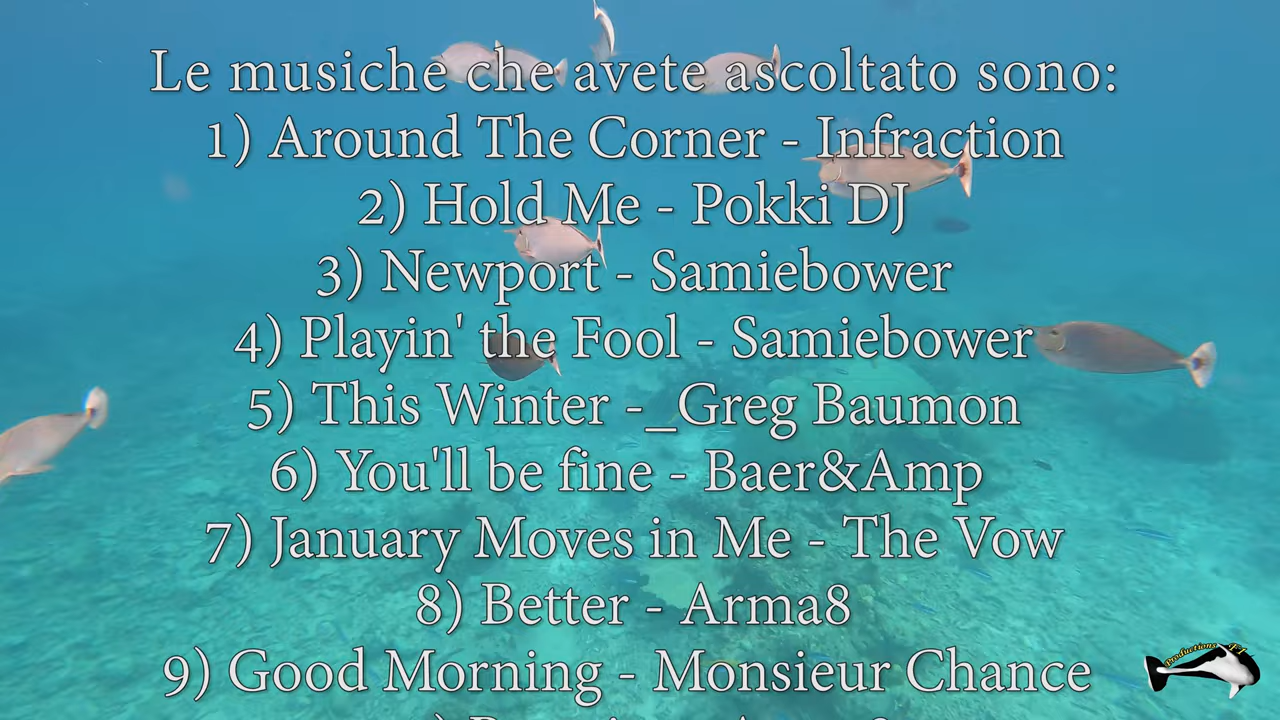 Le musiche che avete ascoltato sono:
1) Around The Corner - Infraction
2) Hold Me - Pokki DJ
3) Newport - Samiebower
4) Playin' the Fool - Samiebower
5) This Winter -_Greg Baumon
6) You'll be fine - Baer&Amp
7) January Moves in Me - The Vow
8) Better - Arma8
9) Good Morning - Monsieur Chance
Productions